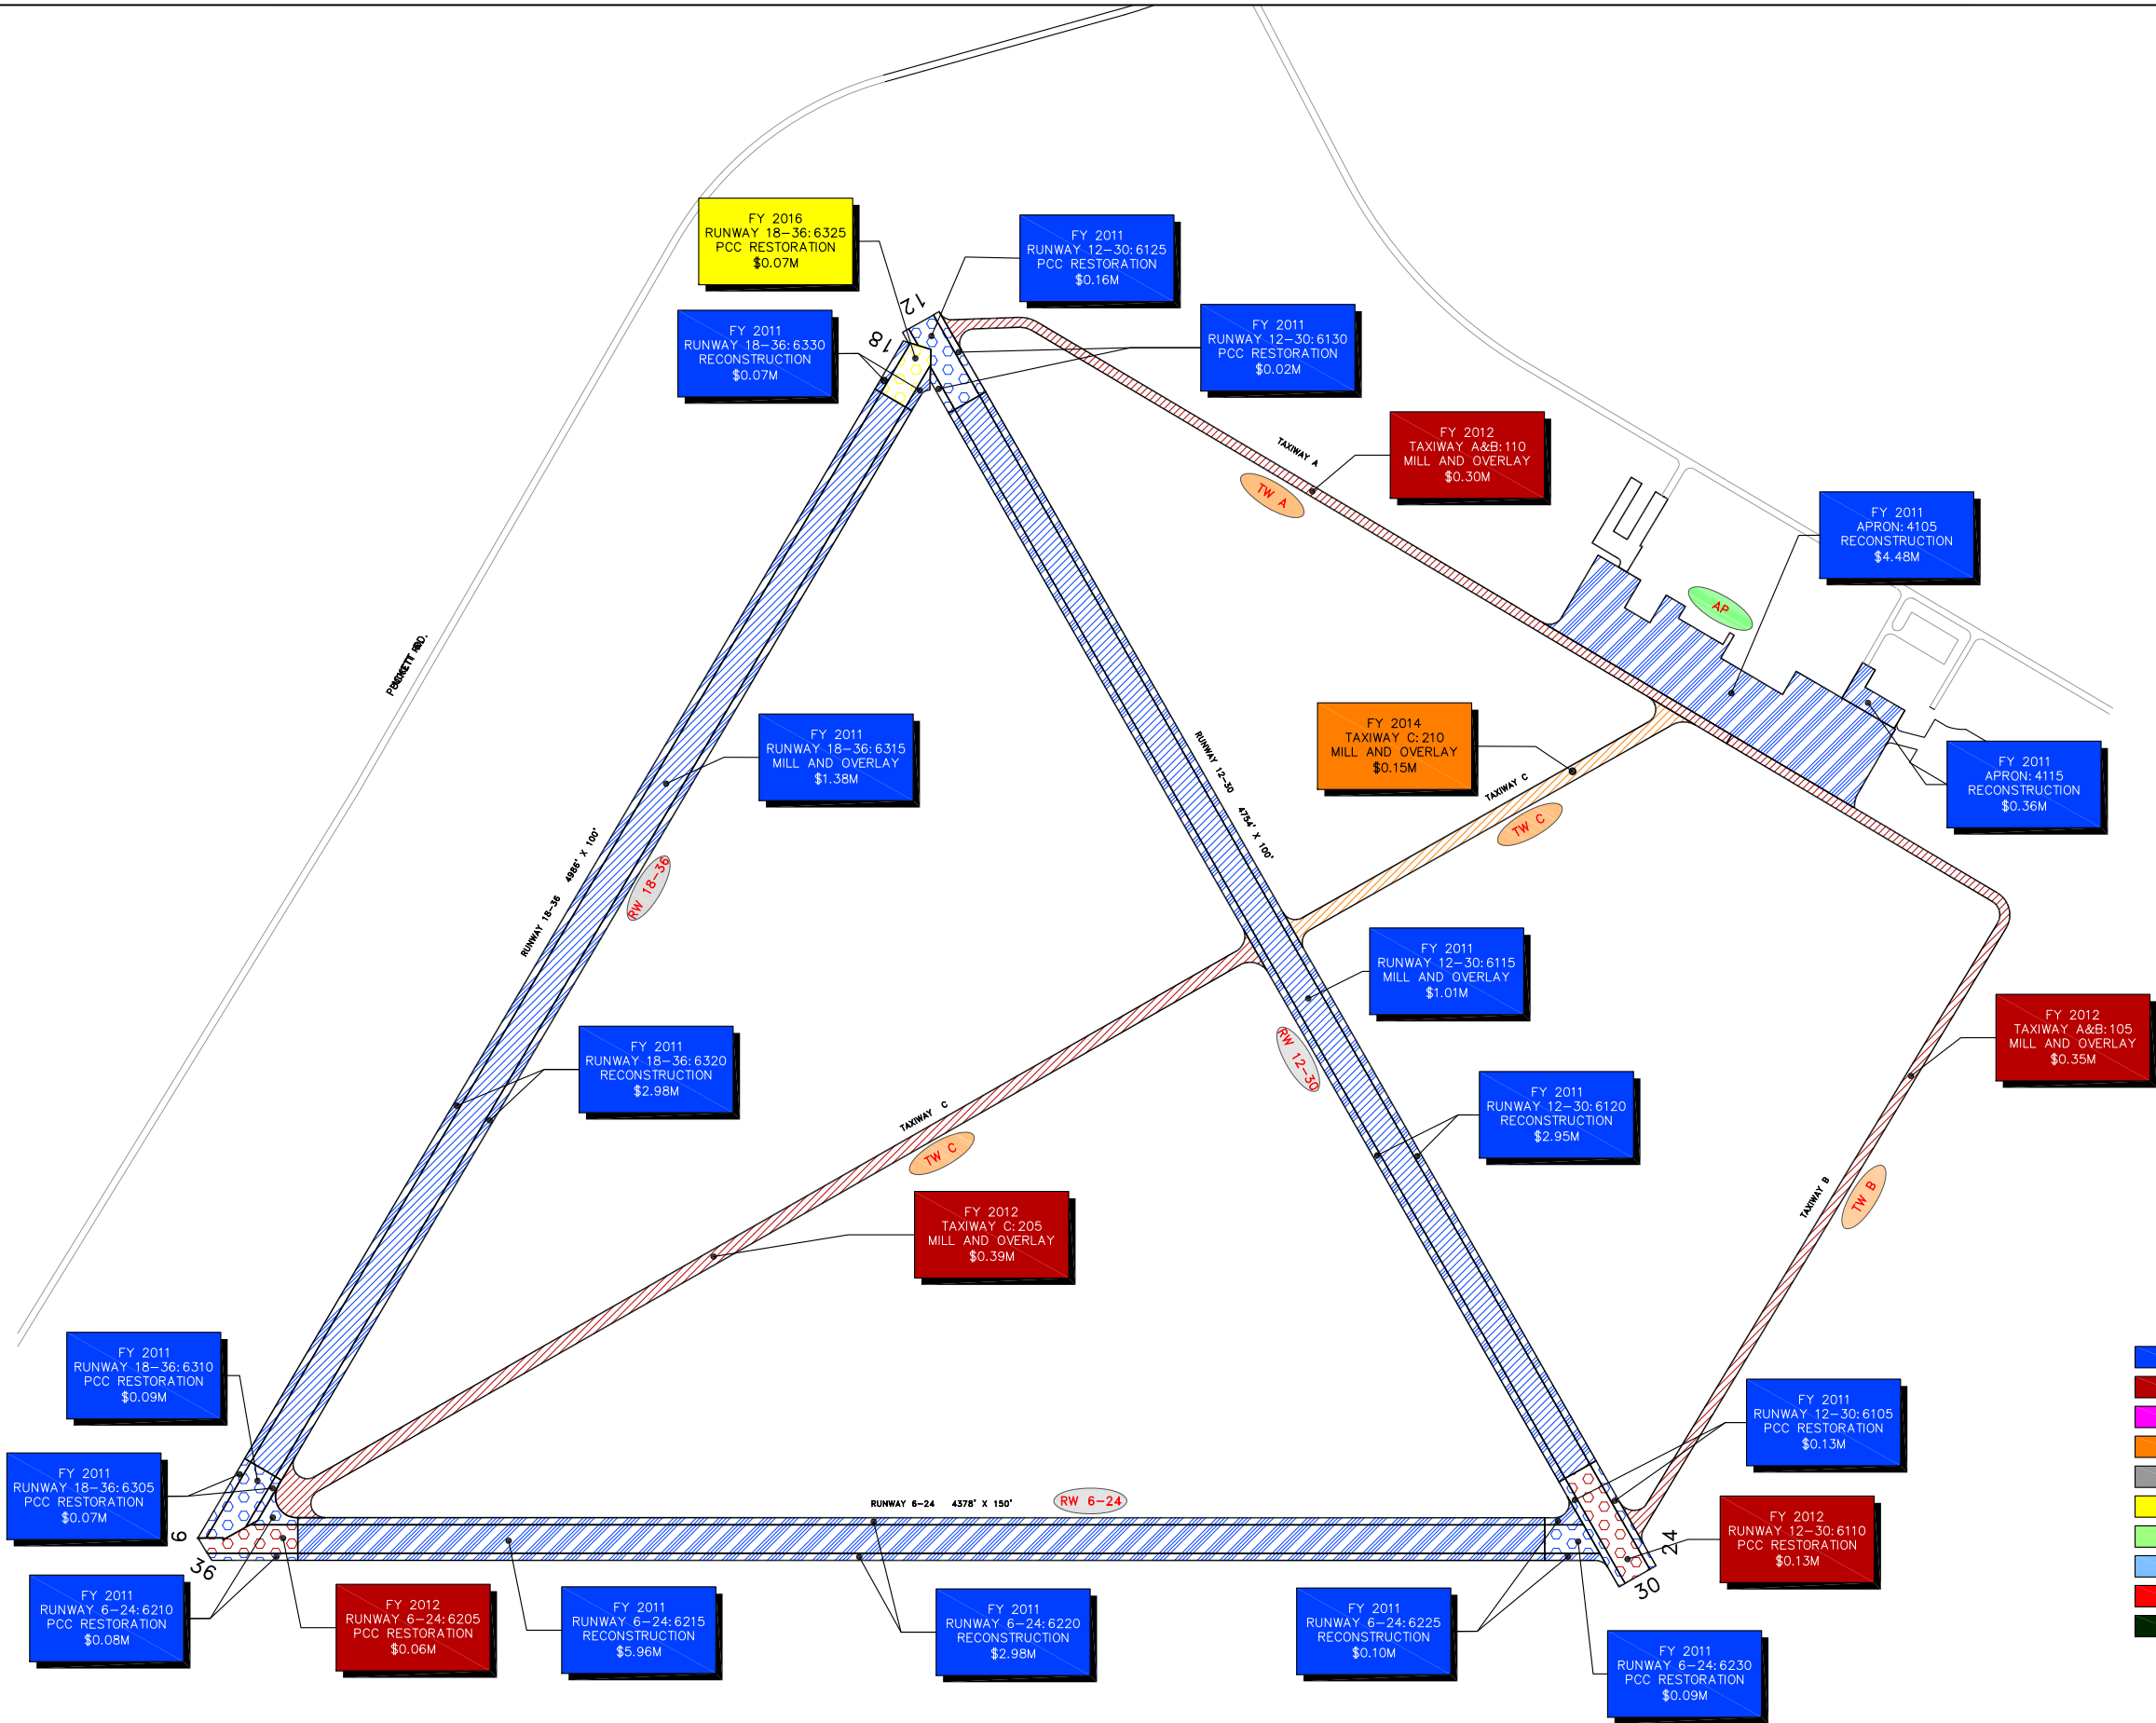 FY 2016
RUNWAY 18-36:6325
PCC RESTORATION
$0.07M
FY 2011
RUNWAY 12-30:6125
PCC RESTORATION
$0.16M
FY 2011
RUNWAY 18-36:6330
RECONSTRUCTION
$0.07M
FY 2011
RUNWAY 12-30:6130
PCC RESTORATION
$0.02M
12
18
TAXIWAY A
TW A
FY 2012
TAXIWAY A&B:110
MILL AND OVERLAY
$0.30M
FY 2011
APRON:4105
RECONSTRUCTION
$4.48M
AP
RD.
FY 2011
RUNWAY 18-36:6315
MILL AND OVERLAY
$1.38M
RUNWAY 12-30 4754' X 100'
FY 2014
TAXIWAY C:210
MILL AND OVERLAY
$0.15M
TAXIWAY C
TW C
FY 2011
APRON:4115
RECONSTRUCTION
$0.36M
RUNWAY 18-36 4986' X 100'
RW 18-36
FY 2011
RUNWAY 12-30:6115
MILL AND OVERLAY
$1.01M
RW 12-30
FY 2011
RUNWAY 18-36:6320
RECONSTRUCTION
$2.98M
FY 2012
TAXIWAY A&B:105
MILL AND OVERLAY
$0.35M
FY 2011
RUNWAY 12-30:6120
RECONSTRUCTION
$2.95M
TAXIWAY C
TW C
TAXIWAY B
TW B
FY 2012
TAXIWAY C:205
MILL AND OVERLAY
$0.39M
FY 2011
RUNWAY 18-36:6310
PCC RESTORATION
$0.09M
FY 2011
RUNWAY 12-30:6105
PCC RESTORATION
$0.13M
FY 2011
RUNWAY 18-36:6305
PCC RESTORATION
$0.07M
RUNWAY 6-24 4378' X 150'
RW 6-24
6
36
24
30
FY 2012
RUNWAY 12-30:6110
PCC RESTORATION
$0.13M
FY 2011
RUNWAY 6-24:6210
PCC RESTORATION
$0.08M
FY 2012
RUNWAY 6-24:6205
PCC RESTORATION
$0.06M
FY 2011
RUNWAY 6-24:6215
RECONSTRUCTION
$5.96M
FY 2011
RUNWAY 6-24:6220
RECONSTRUCTION
$2.98M
FY 2011
RUNWAY 6-24:6225
RECONSTRUCTION
$0.10M
FY 2011
RUNWAY 6-24:6230
PCC RESTORATION
$0.09M